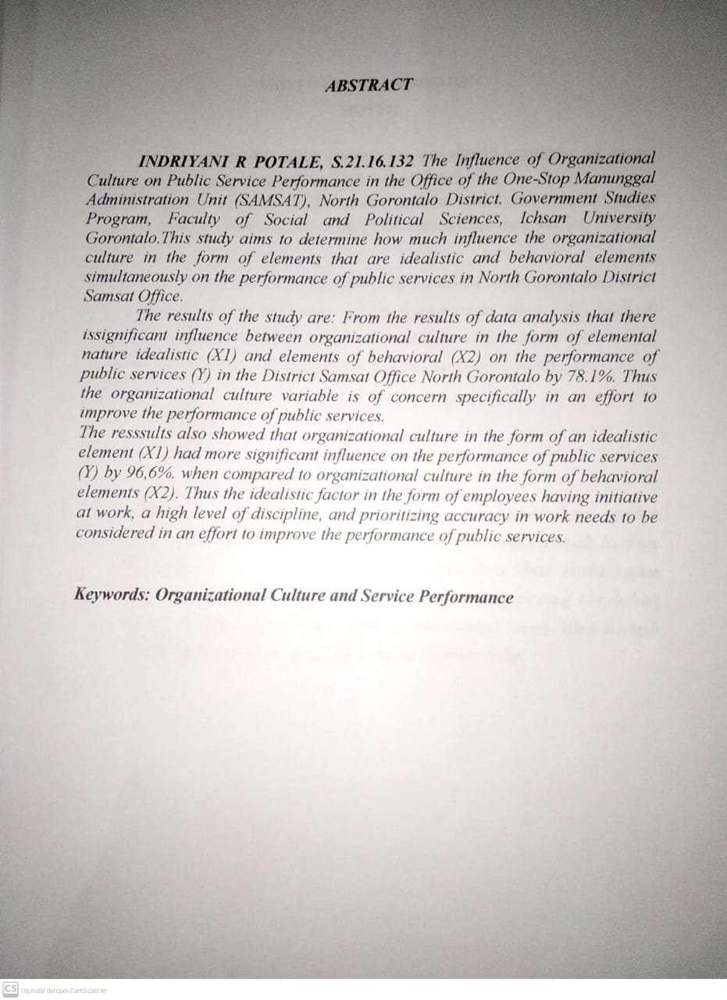 ABSTRACT
INDRIYANI R POTALE, S.21.16.132 The Influence of Organizational
Culture on Public Service Performance in the Office of the One-Stop Manunggal
Administration Unit (SAMSAT), North Gorontalo District. Government Studies
Program, Faculty of Social and Political Sciences, Ichsan University
Gorontalo.This study aims to determine how much influence the organizational
culture in the form of elements that are idealistic and behavioral elements
simultaneously on the performance of public services in North Gorontalo District
Samsat Office.
The results of the study are: From the results of data analysis that there
issignificant influence between organizational culture in the form of elemental
nature idealistic (X1) and elements of behavioral (X2) on the performance of
public services (Y) in the District Samsat Office North Gorontalo by 78.1%. Thus
the organizational culture variable is of concern specifically in an effort to
improve the performance of public services.
The resssults also showed that organizational culture in the form of an idealistic
element (X1) had more significant influence on the performance of public services
(Y) by 96,6%. when compared to organizational culture in the form of behavioral
elements (X2). Thus the idealistic factor in the form of employees having initiative
at work, a high level of discipline, and prioritizing accuracy in work needs to be
considered in an effort to improve the performance of public services.
Keywords: Organizational Culture and Service Performance
CS Dipindai dengan CamScanner